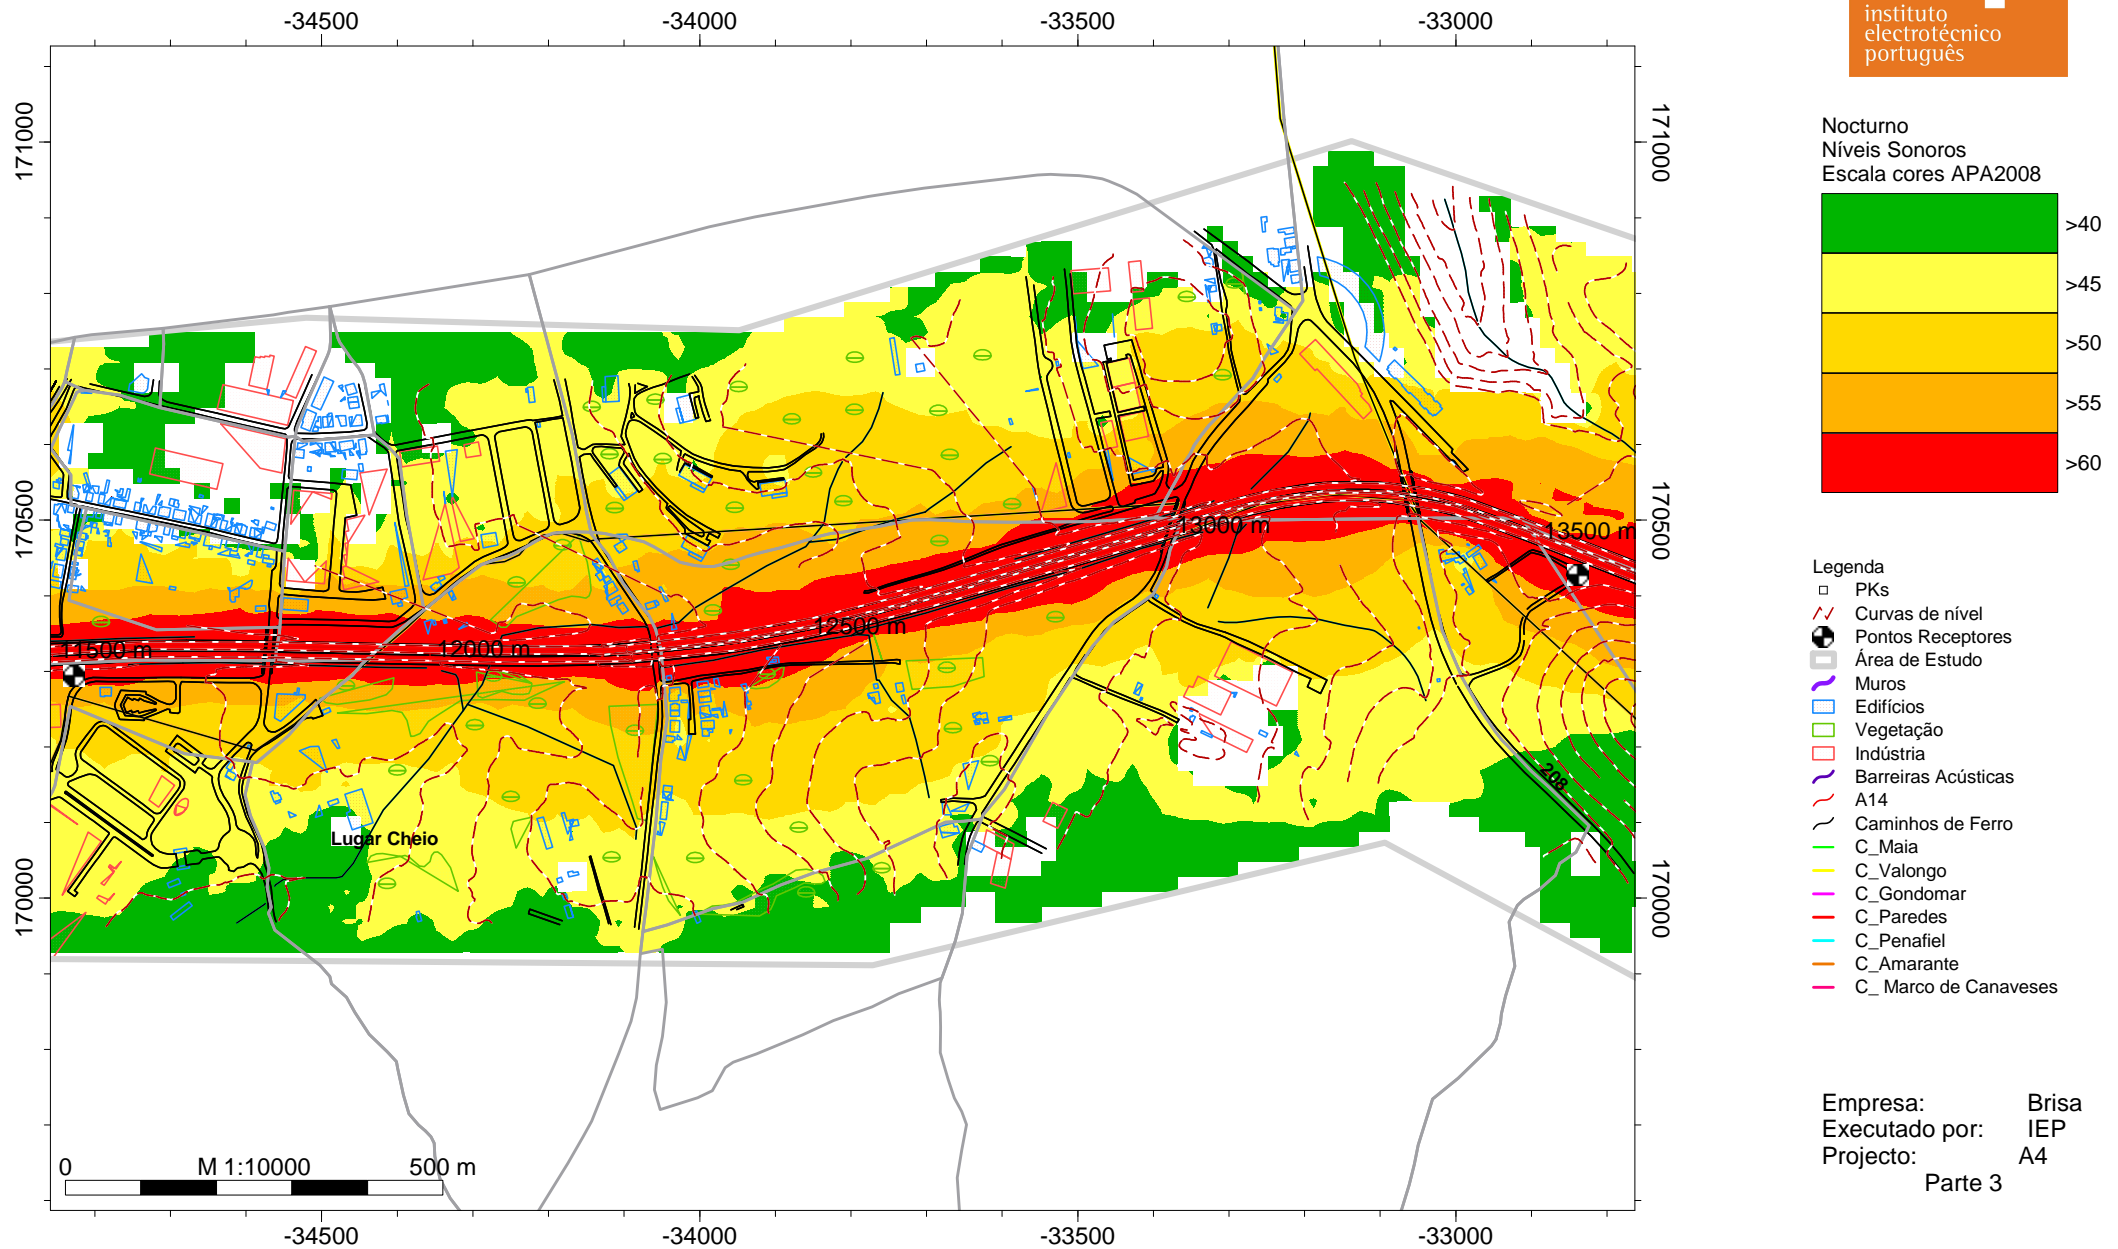 -34500
-34000
-33500
-33000
instituto
electrotécnico
português
171000
171000
Nocturno
Níveis Sonoros
Escala cores APA2008
>40
>45
>50
>55
>60
170500
170500
13000 m
13500 m
12500 m
11500 m
12000 m
208
Lugar Cheio
170000
170000
Legenda
PKs
Curvas de nível
Pontos Receptores
Área de Estudo
Muros
Edifícios
Vegetação
Indústria
Barreiras Acústicas
A14
Caminhos de Ferro
C_Maia
C_Valongo
C_Gondomar
C_Paredes
C_Penafiel
C_Amarante
C_ Marco de Canaveses
Empresa: Brisa
Executado por: IEP
Projecto: A4
Parte 3
0 M 1:10000 500 m
-34500
-34000
-33500
-33000